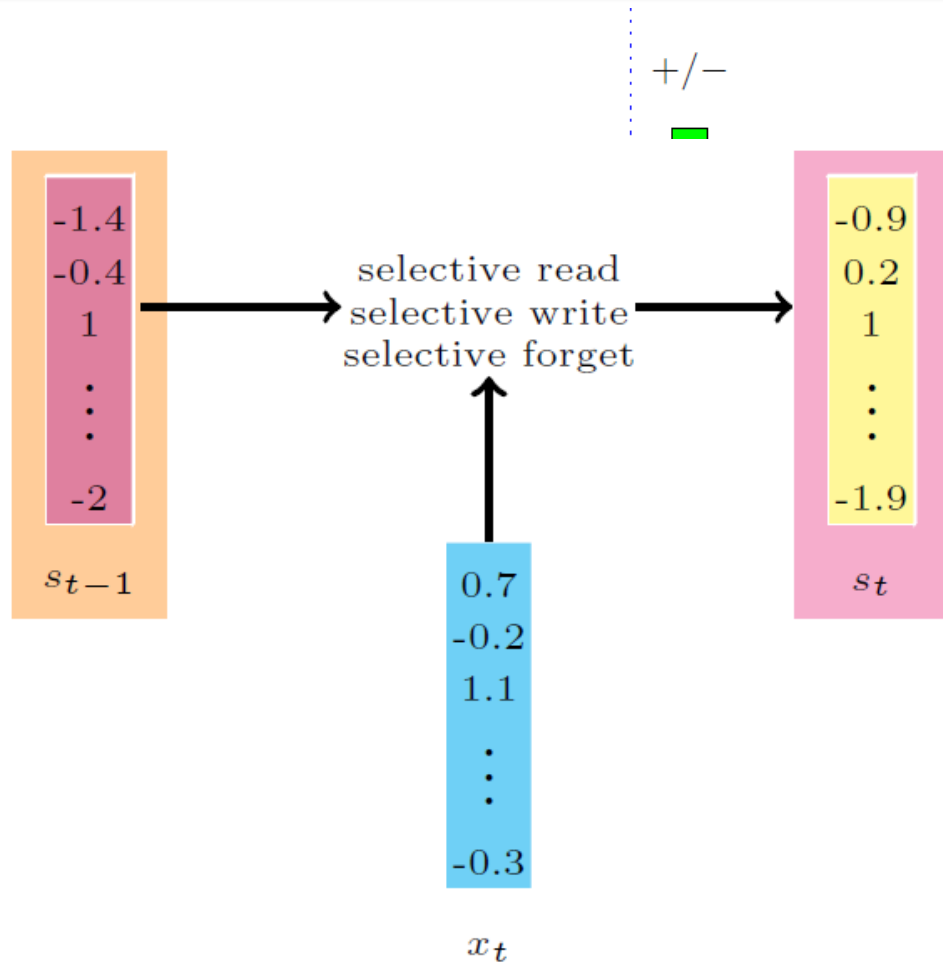 +/−
-1.4
-0.4
1
⋮
-2
s_{t−1}
selective read
selective write
selective forget
-0.9
0.2
1
⋮
-1.9
s_t
0.7
-0.2
1.1
⋮
-0.3
x_t